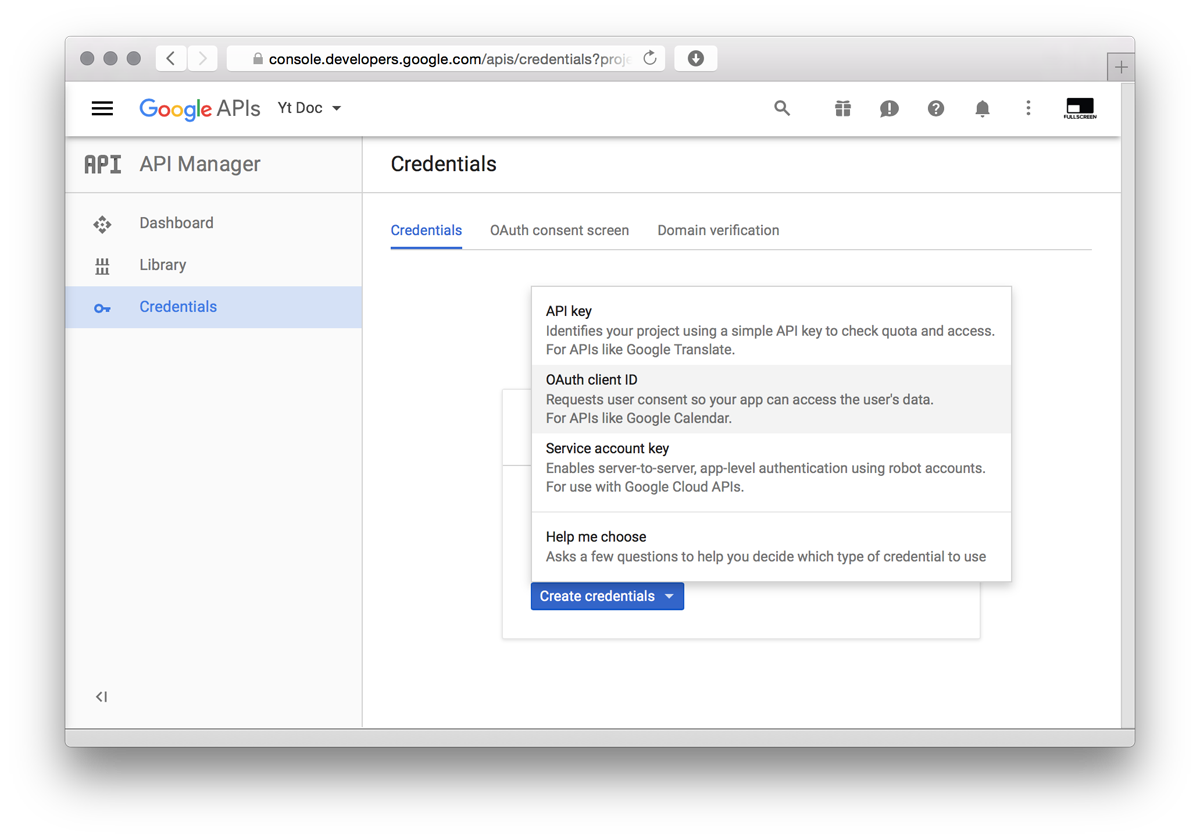 console.developers.google.com/apis/credentials?proj
Google APIs Yt Doc
FULLSCREEN
API API Manager
Credentials
Dashboard
Library
Credentials
Credentials OAuth consent screen Domain verification
API key
Identifies your project using a simple API key to check quota and access.
For APIs like Google Translate.
OAuth client ID
Requests user consent so your app can access the user's data.
For APIs like Google Calendar.
Service account key
Enables server-to-server, app-level authentication using robot accounts.
For use with Google Cloud APIs.
Help me choose
Asks a few questions to help you decide which type of credential to use
Create credentials